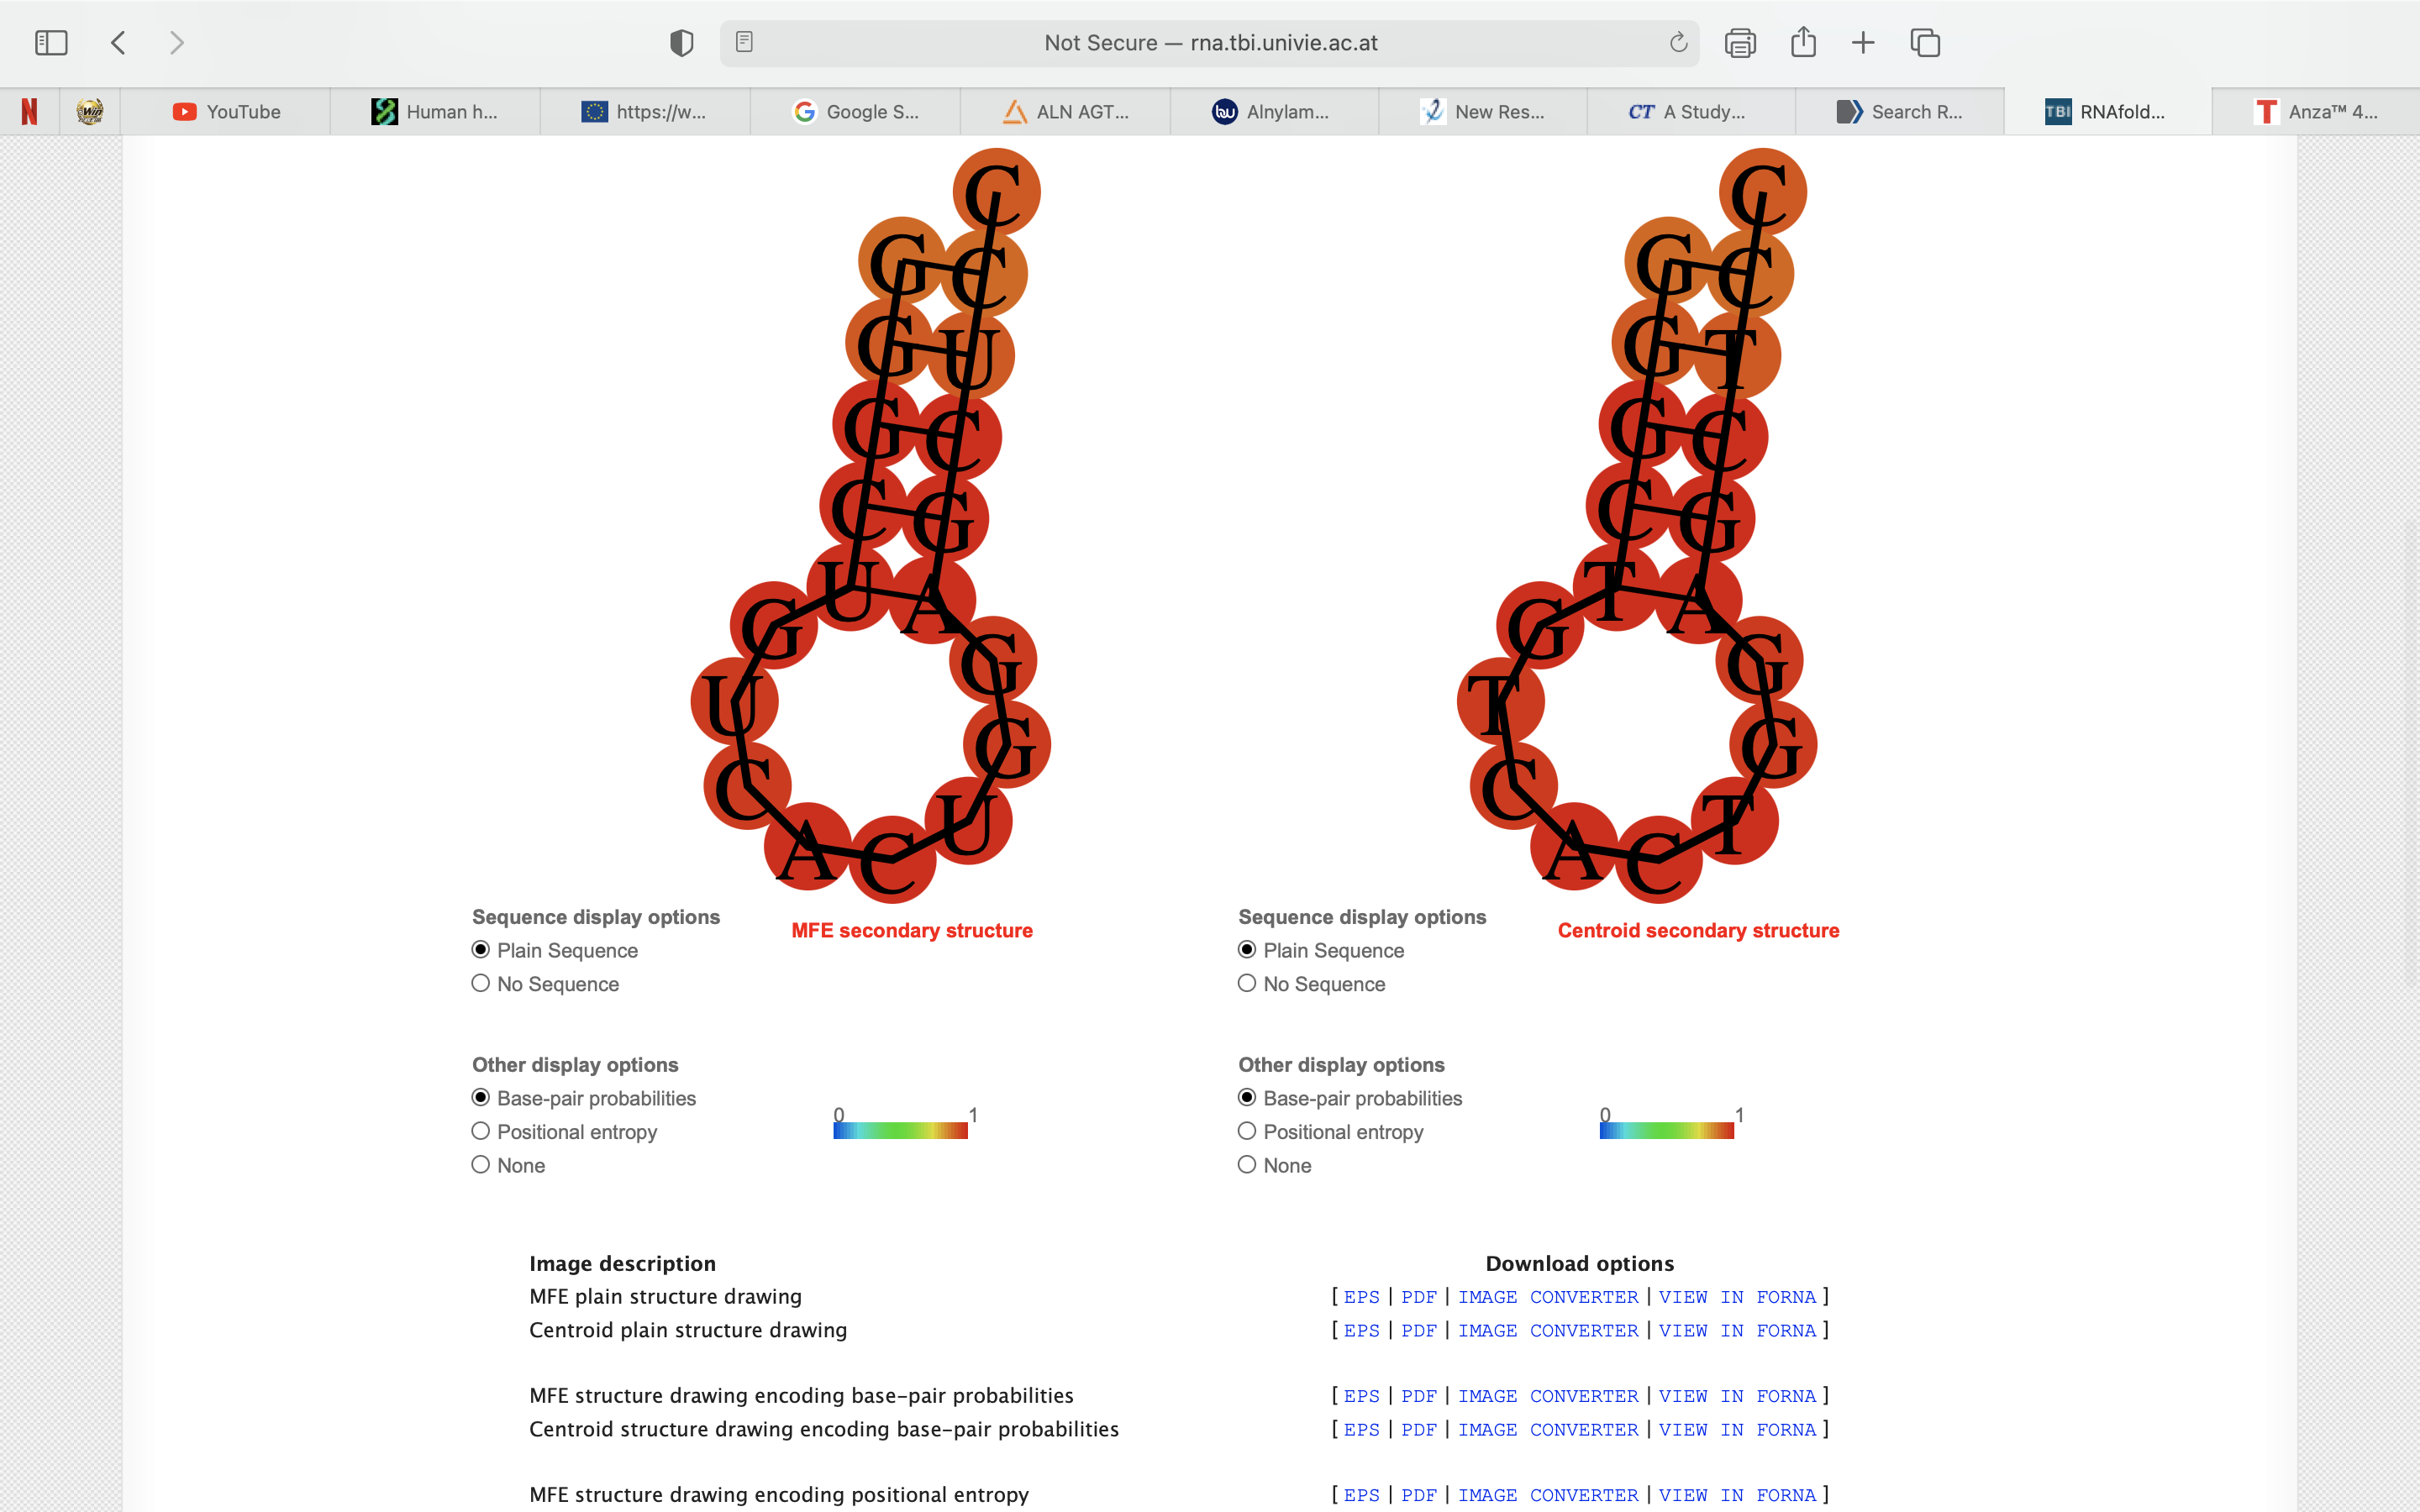 Not Secure — rna.tbi.univie.ac.at
N Win YouTube Human h... https://w... Google S... ALN AGT... bu Alnylam... New Res... CT A Study... Search R... TBI RNAfold... T Anza™ 4...
C C
G C G C
G U G T
G C G C
C G C G
U A T A
G G G G
U G T G
C U C T
A C A C
Sequence display options MFE secondary structure Sequence display options Centroid secondary structure
Plain Sequence Plain Sequence
No Sequence No Sequence
Other display options Other display options
Base-pair probabilities 0 1 Base-pair probabilities 0 1
Positional entropy Positional entropy
None None
Image description Download options
MFE plain structure drawing [ EPS | PDF | IMAGE CONVERTER | VIEW IN FORNA ]
Centroid plain structure drawing [ EPS | PDF | IMAGE CONVERTER | VIEW IN FORNA ]
MFE structure drawing encoding base-pair probabilities [ EPS | PDF | IMAGE CONVERTER | VIEW IN FORNA ]
Centroid structure drawing encoding base-pair probabilities [ EPS | PDF | IMAGE CONVERTER | VIEW IN FORNA ]
MFE structure drawing encoding positional entropy [ EPS | PDF | IMAGE CONVERTER | VIEW IN FORNA ]